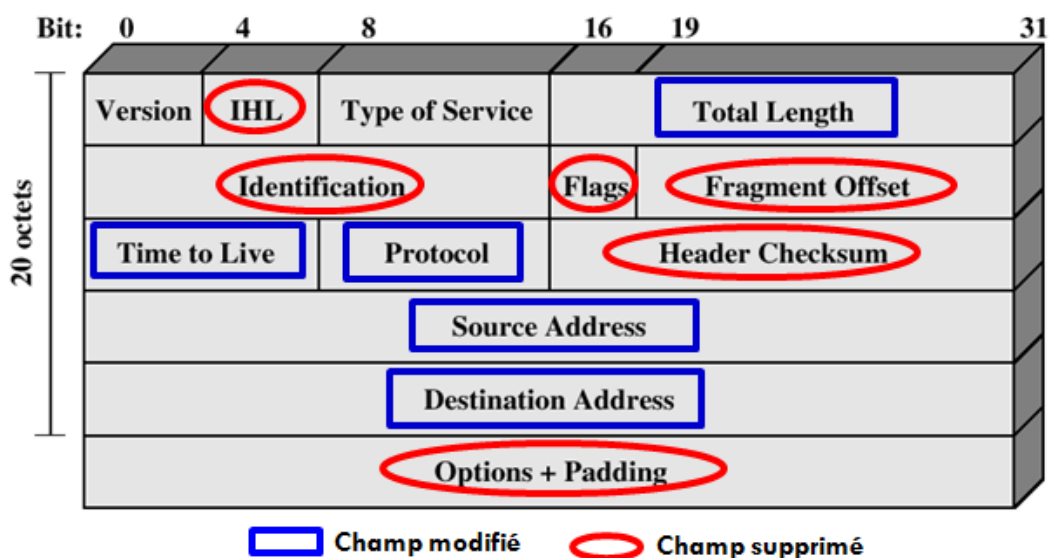 Bit: 0 4 8 16 19 31
Version IHL Type of Service Total Length
Identification Flags Fragment Offset
20 octets
Time to Live Protocol Header Checksum
Source Address
Destination Address
Options + Padding
Champ modifié Champ supprimé